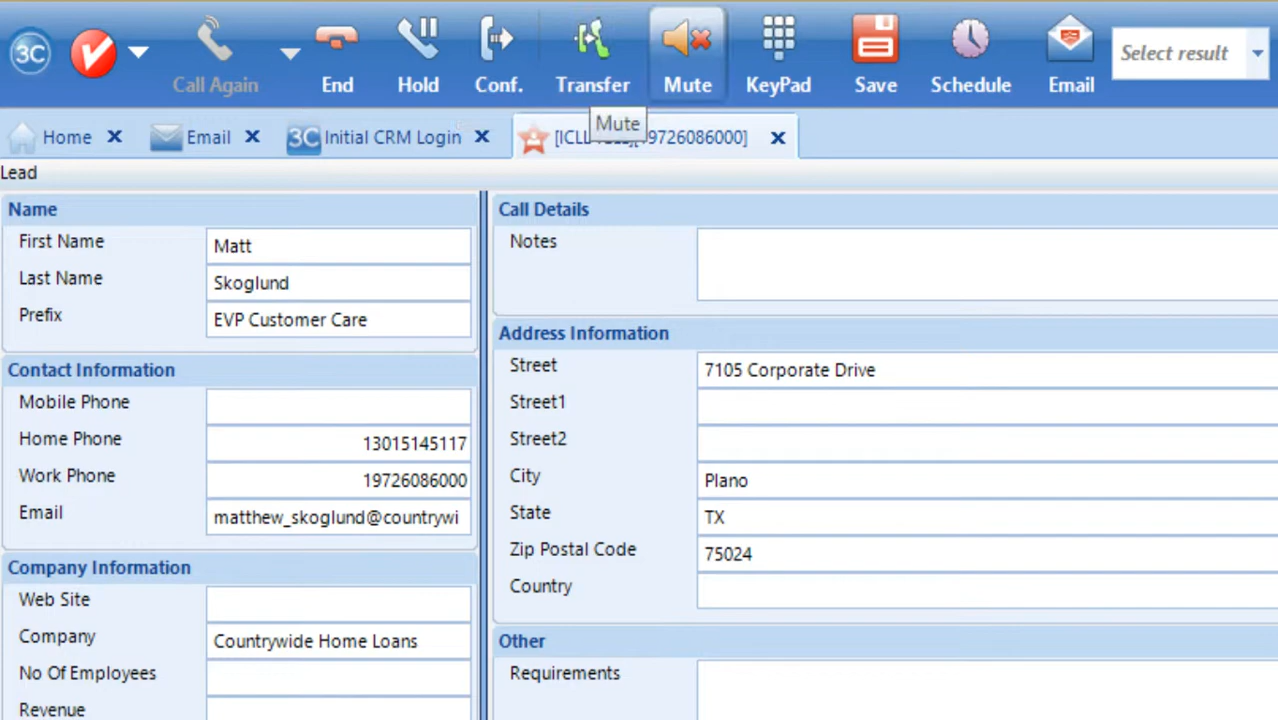 3C Call Again End Hold Conf. Transfer Mute KeyPad Save Schedule Email Select result
Mute
Home Email 3C Initial CRM Login 9726086000]
Lead
Name
First Name Matt
Last Name Skoglund
Prefix EVP Customer Care
Contact Information
Mobile Phone
Home Phone 13015145117
Work Phone 19726086000
Email matthew_skoglund@countrywi
Company Information
Web Site
Company Countrywide Home Loans
No Of Employees
Revenue
Call Details
Notes
Address Information
Street 7105 Corporate Drive
Street1
Street2
City Plano
State TX
Zip Postal Code 75024
Country
Other
Requirements